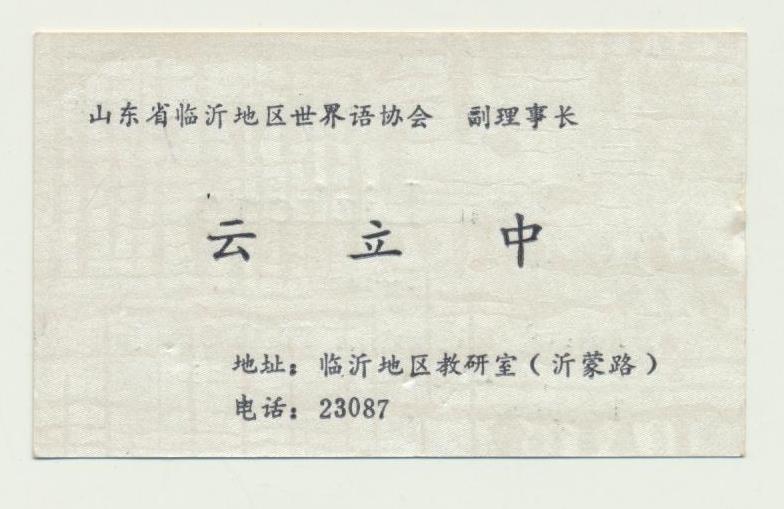 山东省临沂地区世界语协会 副理事长
云立中
地址：临沂地区教研室（沂蒙路）
电话：23087